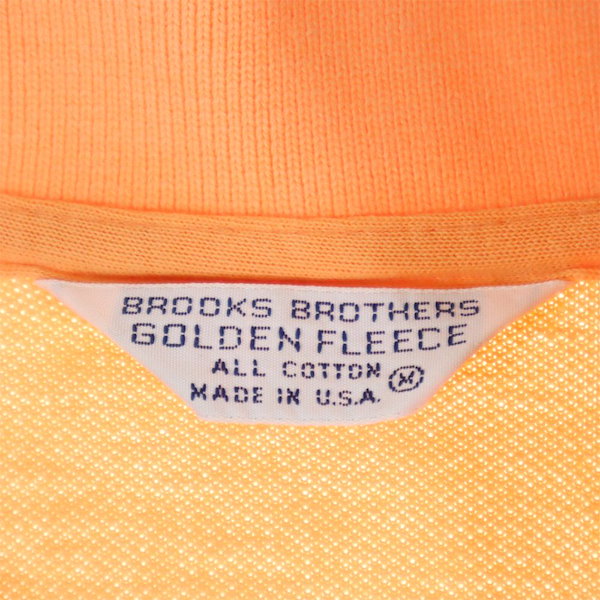 BROOKS BROTHERS
GOLDEN FLEECE
ALL COTTON
MADE IN U.S.A. M